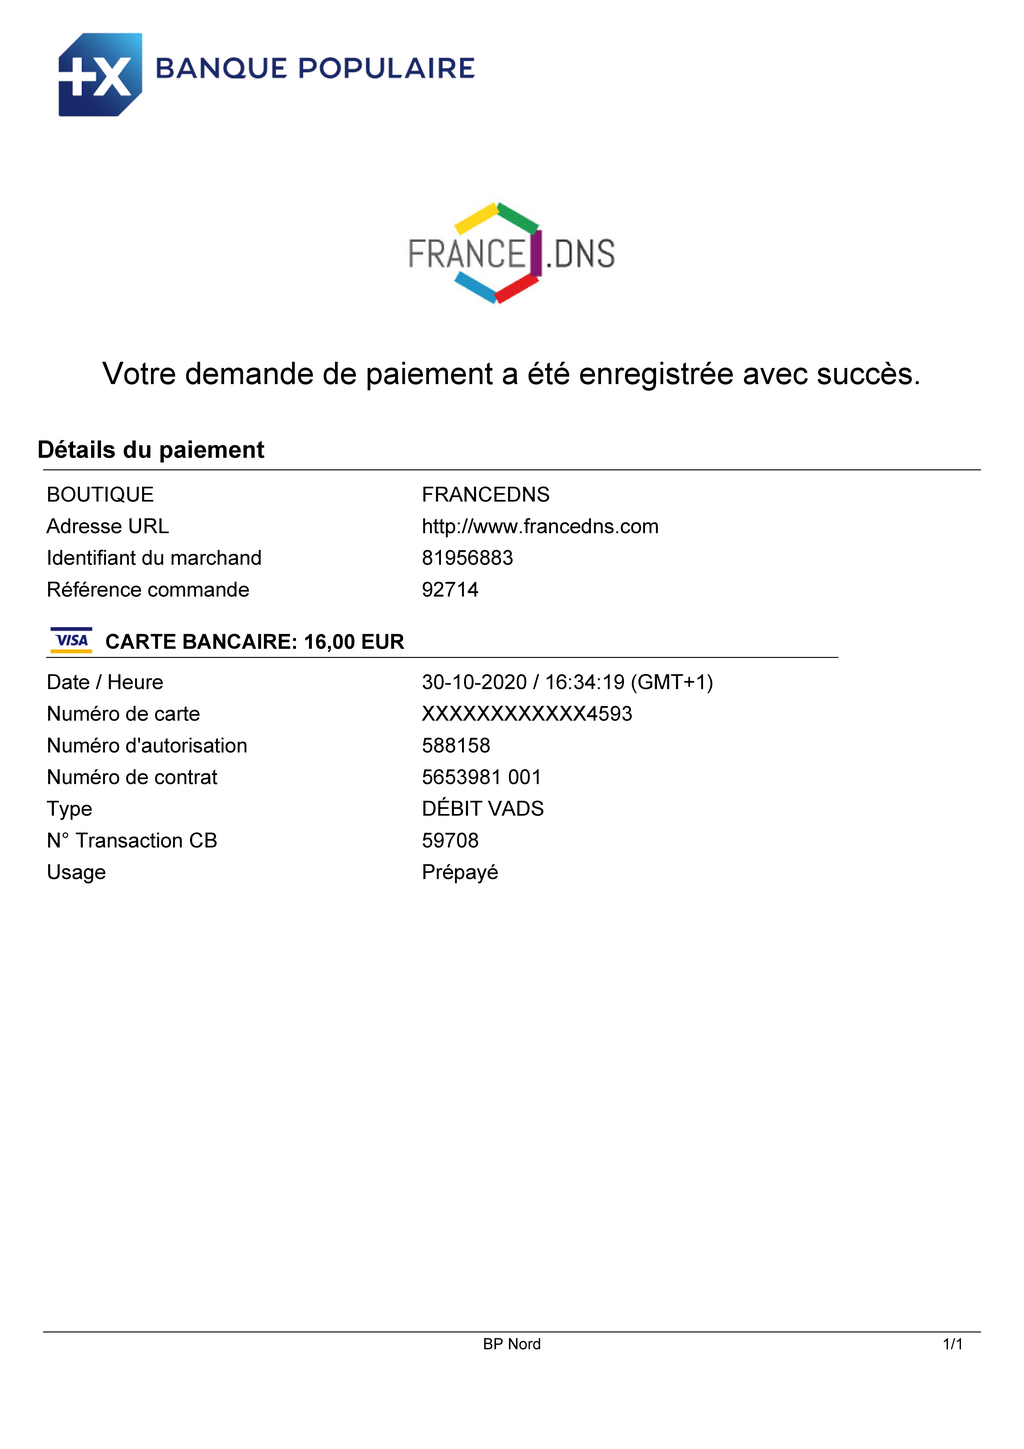 BANQUE POPULAIRE
FRANCE.DNS
Votre demande de paiement a été enregistrée avec succès.
Détails du paiement
BOUTIQUE FRANCEDNS
Adresse URL http://www.francedns.com
Identifiant du marchand 81956883
Référence commande 92714
VISA CARTE BANCAIRE: 16,00 EUR
Date / Heure 30-10-2020 / 16:34:19 (GMT+1)
Numéro de carte XXXXXXXXXXXX4593
Numéro d'autorisation 588158
Numéro de contrat 5653981 001
Type DÉBIT VADS
N° Transaction CB 59708
Usage Prépayé
BP Nord 1/1